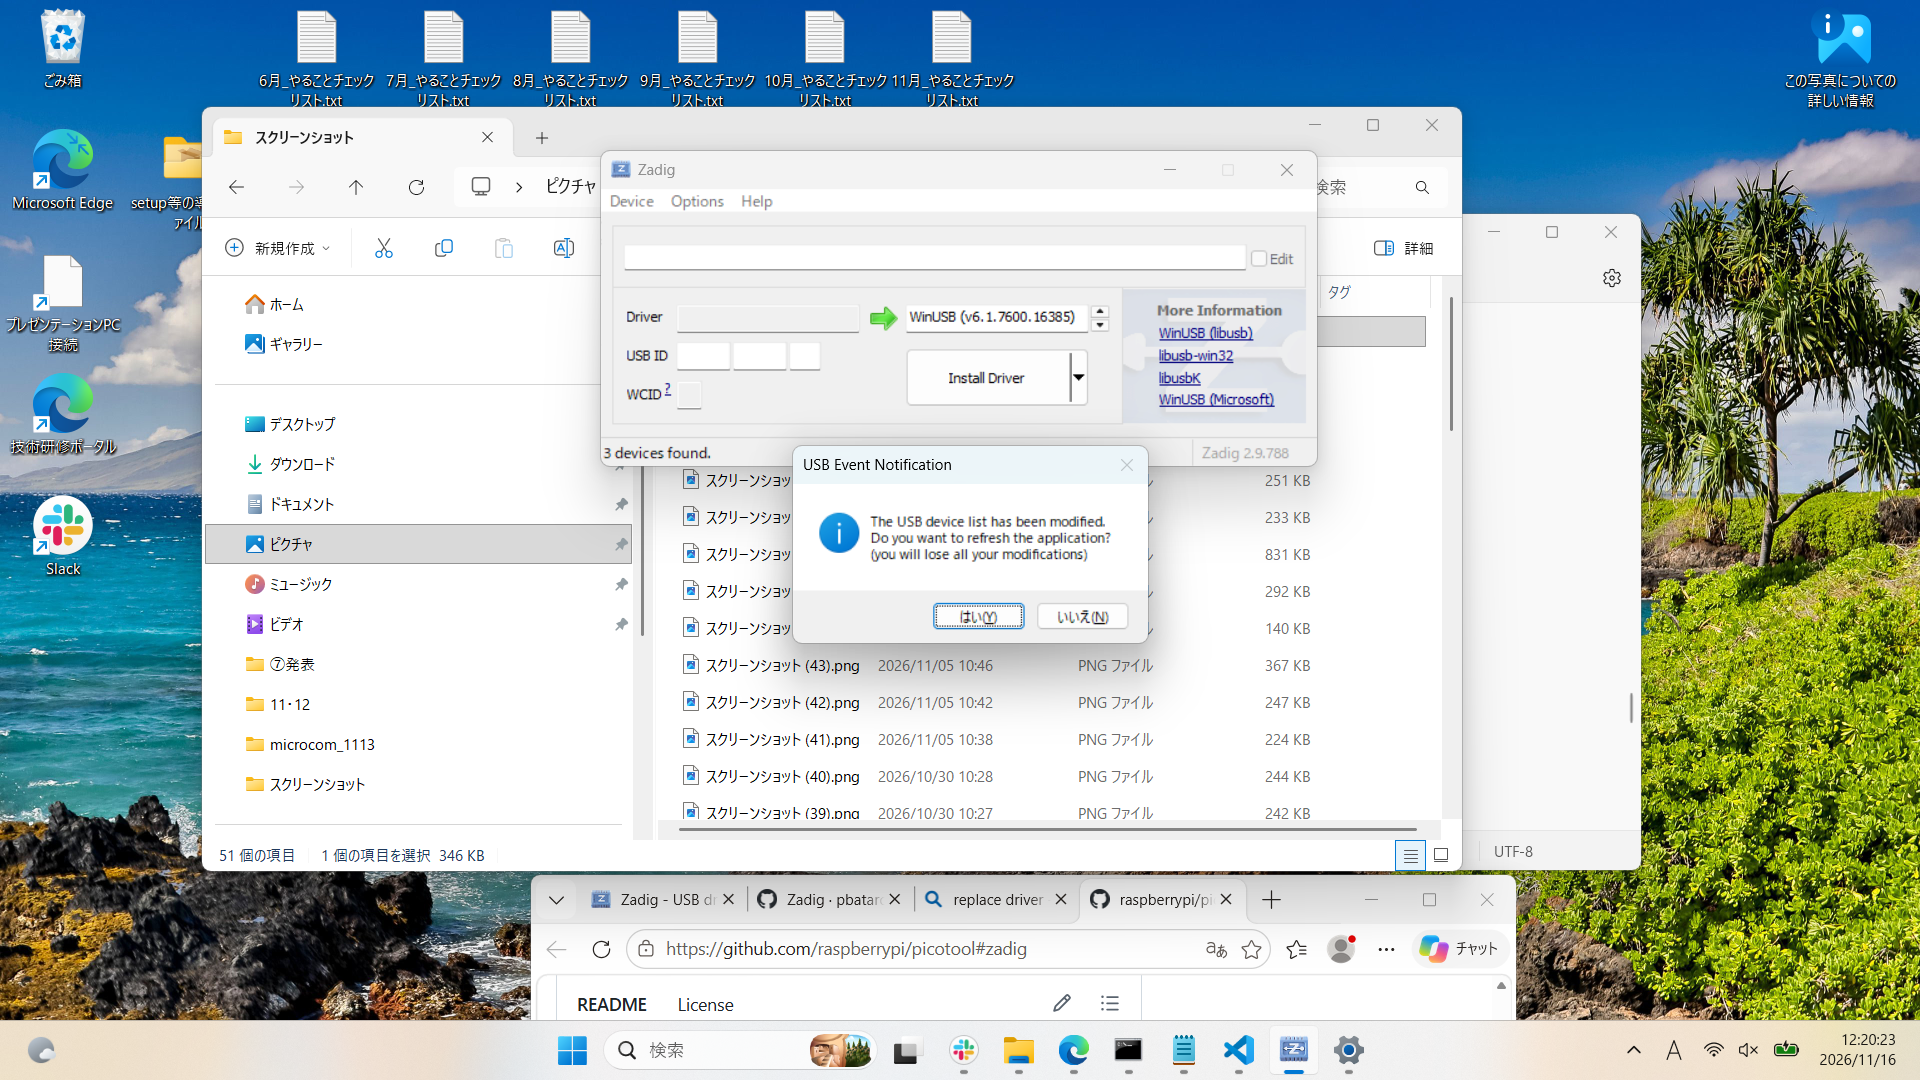 ごみ箱
6月_やることチェックリスト.txt
7月_やることチェックリスト.txt
8月_やることチェックリスト.txt
9月_やることチェックリスト.txt
10月_やることチェックリスト.txt
11月_やることチェックリスト.txt
この写真についての詳しい情報
Microsoft Edge
プレゼンテーションPC接続
技術研修ポータル
Slack
スクリーンショット
ピクチャ
検索
新規作成
詳細
タグ
ホーム
ギャラリー
デスクトップ
ダウンロード
ドキュメント
ピクチャ
ミュージック
ビデオ
⑦発表
11・12
microcom_1113
スクリーンショット
251 KB
233 KB
831 KB
292 KB
140 KB
スクリーンショット (43).png 2026/11/05 10:46 PNG ファイル 367 KB
スクリーンショット (42).png 2026/11/05 10:42 PNG ファイル 247 KB
スクリーンショット (41).png 2026/11/05 10:38 PNG ファイル 224 KB
スクリーンショット (40).png 2026/10/30 10:28 PNG ファイル 244 KB
スクリーンショット (39).png 2026/10/30 10:27 PNG ファイル 242 KB
51 個の項目 1 個の項目を選択 346 KB
UTF-8
Zadig
Device Options Help
Edit
Driver WinUSB (v6.1.7600.16385)
USB ID
WCID ?
Install Driver
More Information
WinUSB (libusb)
libusb-win32
libusbK
WinUSB (Microsoft)
3 devices found.
Zadig 2.9.788
USB Event Notification
The USB device list has been modified.
Do you want to refresh the application?
(you will lose all your modifications)
はい(Y) いいえ(N)
Zadig - USB Zadig · replace driver raspberrypi/
https://github.com/raspberrypi/picotool#zadig
チャット
README License
検索
A
12:20:23
2026/11/16